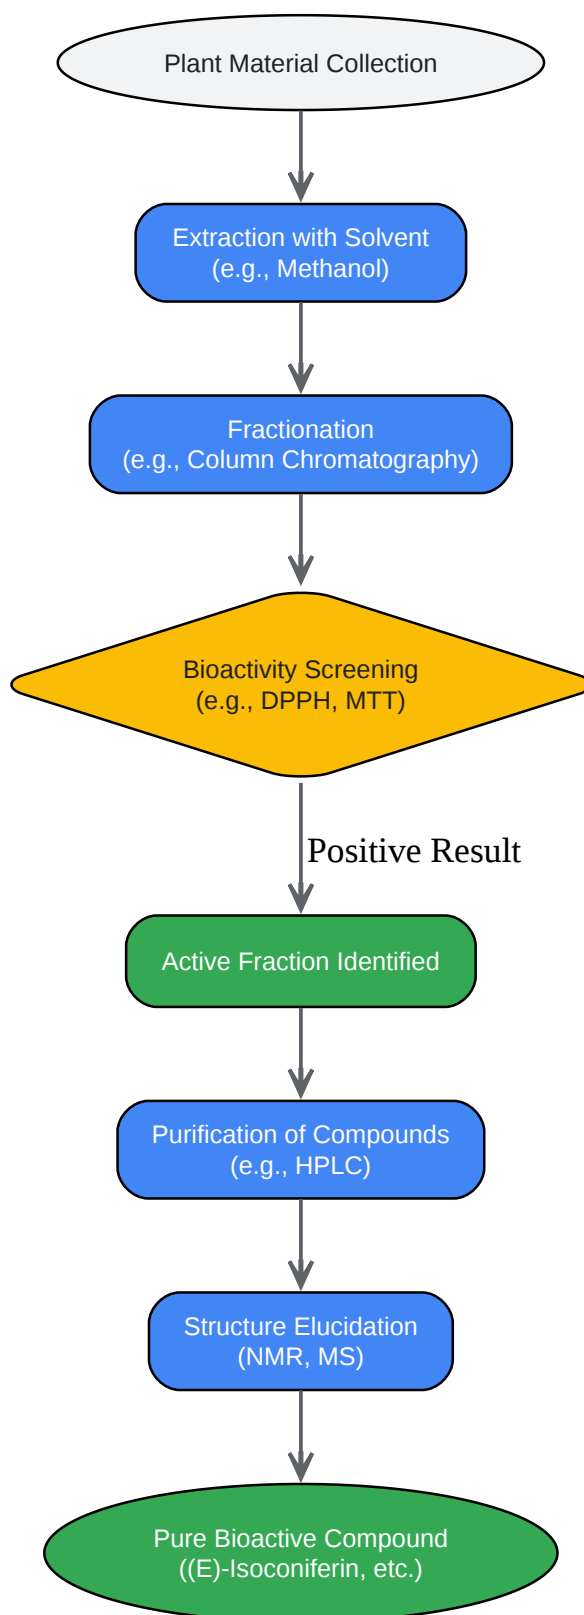 Plant Material Collection
Extraction with Solvent
(e.g., Methanol)
Fractionation
(e.g., Column Chromatography)
Bioactivity Screening
(e.g., DPPH, MTT)
Positive Result
Active Fraction Identified
Purification of Compounds
(e.g., HPLC)
Structure Elucidation
(NMR, MS)
Pure Bioactive Compound
((E)-Isoconiferin, etc.)